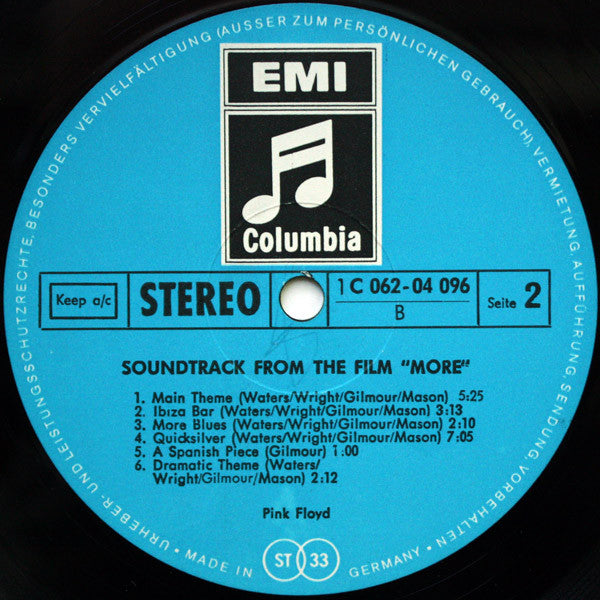 EMI
Columbia
Keep a/c
STEREO
1 C 062-04 096
B
Seite 2
SOUNDTRACK FROM THE FILM "MORE"
1. Main Theme (Waters/Wright/Gilmour/Mason) 5:25
2. Ibiza Bar (Waters/Wright/Gilmour/Mason) 3:13
3. More Blues (Waters/Wright/Gilmour/Mason) 2:10
4. Quicksilver (Waters/Wright/Gilmour/Mason) 7:05
5. A Spanish Piece (Gilmour) 1:00
6. Dramatic Theme (Waters/
Wright/Gilmour/Mason) 2:12
Pink Floyd
URHEBER- UND LEISTUNGSSCHUTZRECHTE, BESONDERS VERVIELFÄLTIGUNG (AUSSER ZUM PERSÖNLICHEN GEBRAUCH), VERMIETUNG, AUFFÜHRUNG, SENDUNG, VORBEHALTEN
• MADE IN GERMANY •
ST 33